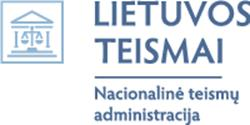 LIETUVOS
TEISMAI
Nacionalinė teismų
administracija